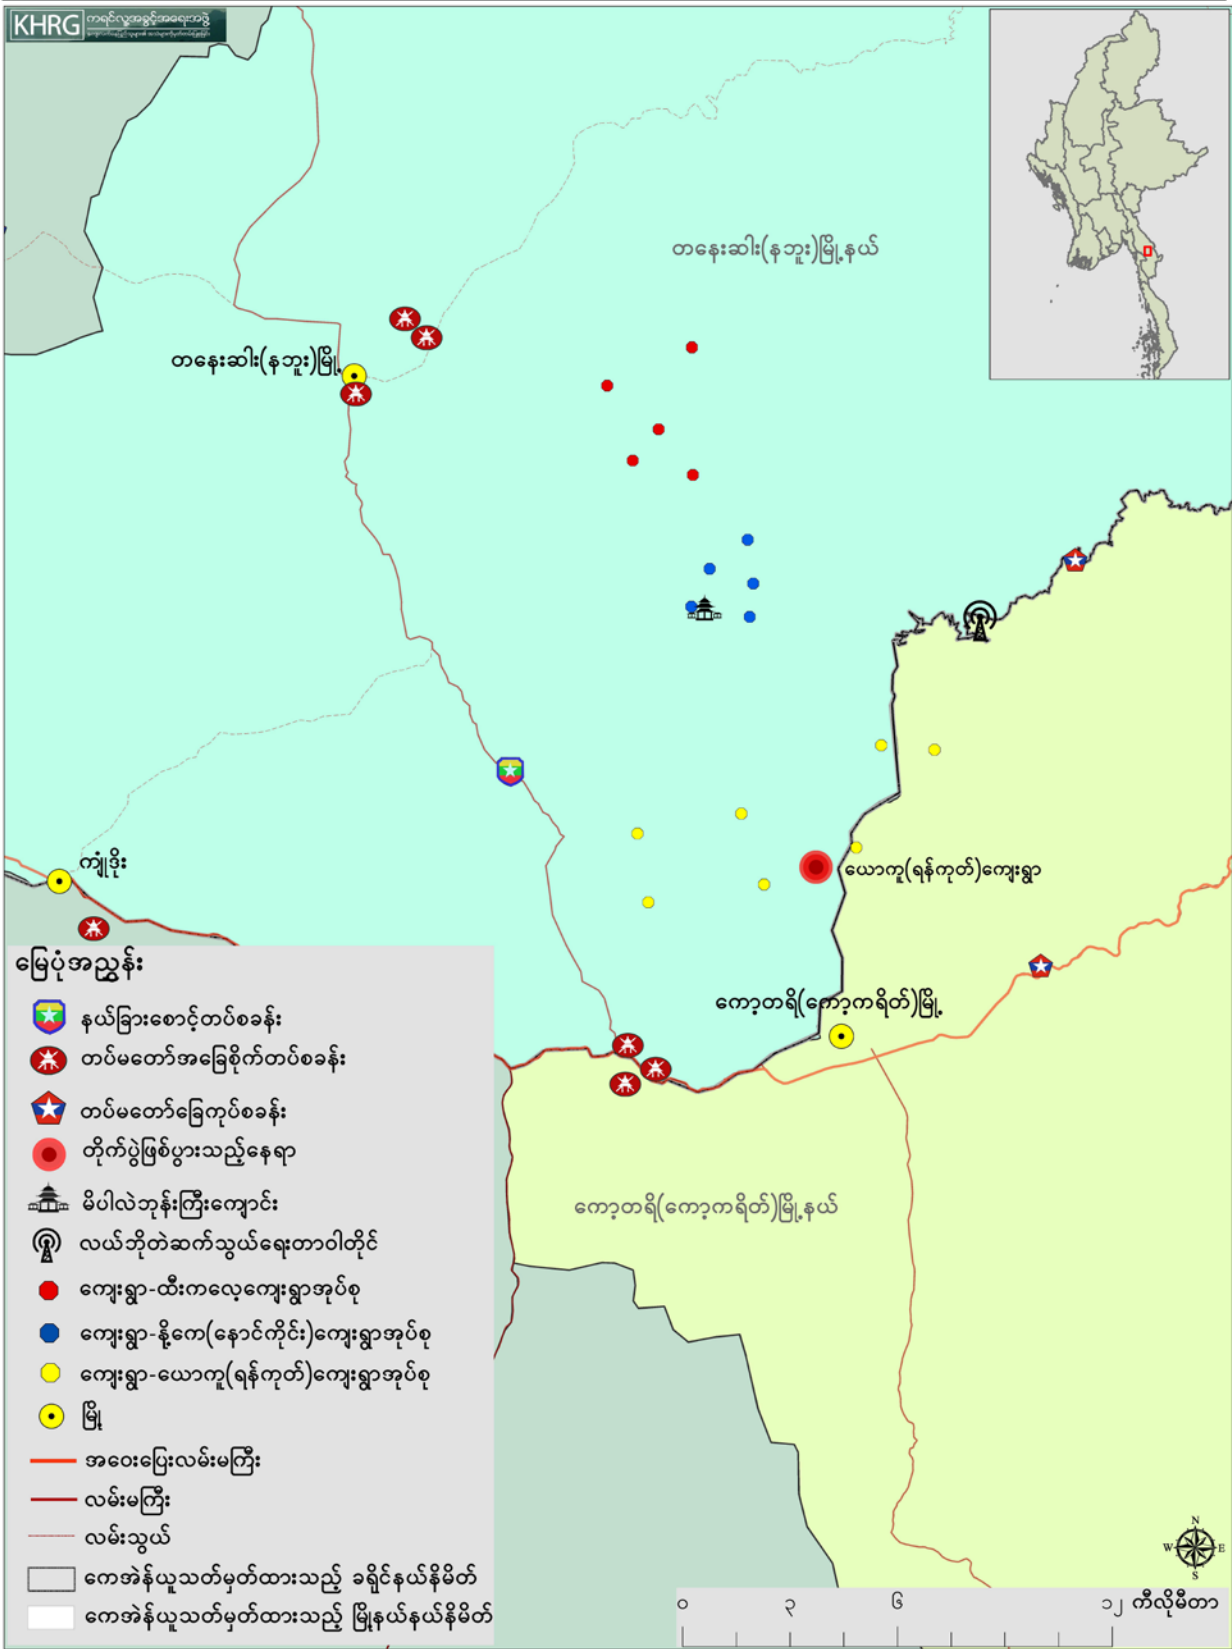 KHRG ကရင်လူ့အခွင့်အရေးအဖွဲ့
တနေးဆါး(နဘူး)မြို့နယ်
တနေးဆါး(နဘူး)မြို့
ကျုံဒိုး
ယောကူ(ရန်ကုတ်)ကျေးရွာ
ကော့တရိ(ကော့ကရိတ်)မြို့
ကော့တရိ(ကော့ကရိတ်)မြို့နယ်
မြေပုံအညွှန်း
နယ်ခြားစောင့်တပ်စခန်း
တပ်မတော်အခြေစိုက်တပ်စခန်း
တပ်မတော်ခြေကုပ်စခန်း
တိုက်ပွဲဖြစ်ပွားသည့်နေရာ
မိပါလဲဘုန်းကြီးကျောင်း
လယ်ဘိုတဲဆက်သွယ်ရေးတာဝါတိုင်
ကျေးရွာ-ထီးကလေ့ကျေးရွာအုပ်စု
ကျေးရွာ-နို့ကေ(နောင်ကိုင်း)ကျေးရွာအုပ်စု
ကျေးရွာ-ယောကူ(ရန်ကုတ်)ကျေးရွာအုပ်စု
မြို့
အဝေးပြေးလမ်းမကြီး
လမ်းမကြီး
လမ်းသွယ်
ကေအဲန်ယူသတ်မှတ်ထားသည့် ခရိုင်နယ်နိမိတ်
ကေအဲန်ယူသတ်မှတ်ထားသည့် မြို့နယ်နယ်နိမိတ်
N
W E
S
၀ ၃ ၆ ၁၂ ကီလိုမီတာ